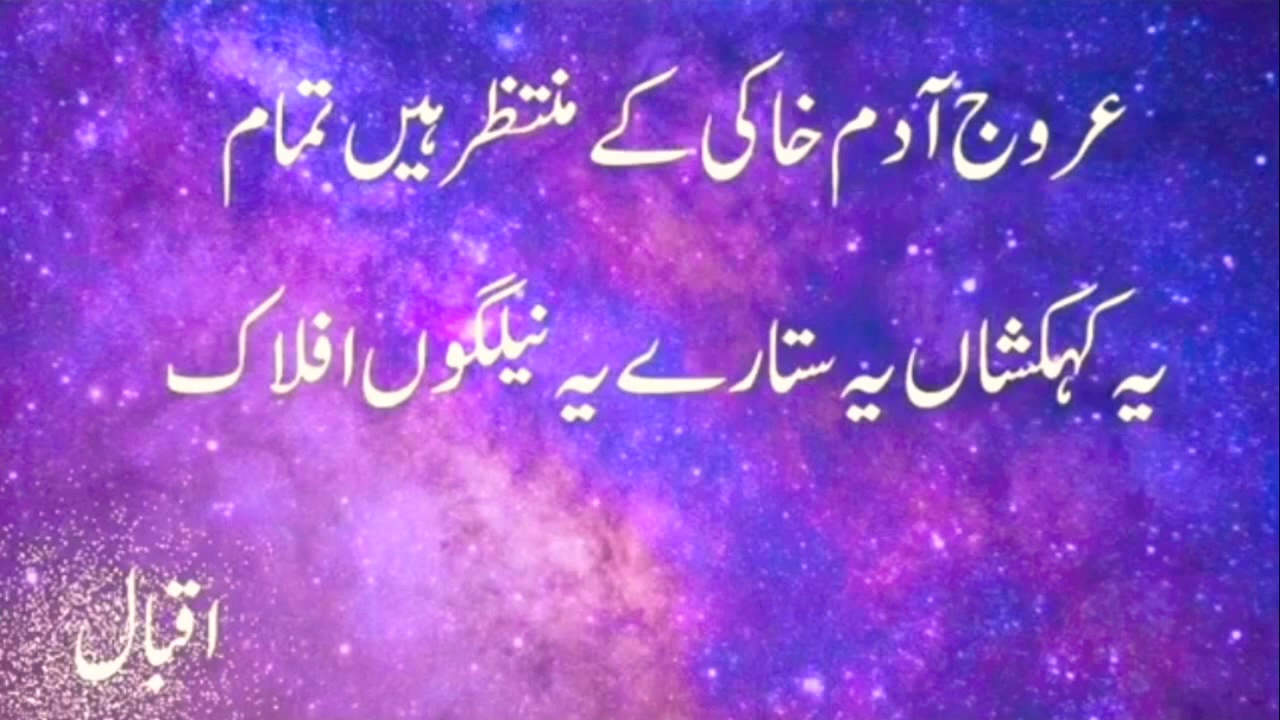 عروج آدم خاکی کے منتظر ہیں تمام
یہ کہکشاں یہ ستارے یہ نیلگوں افلاک
اقبال